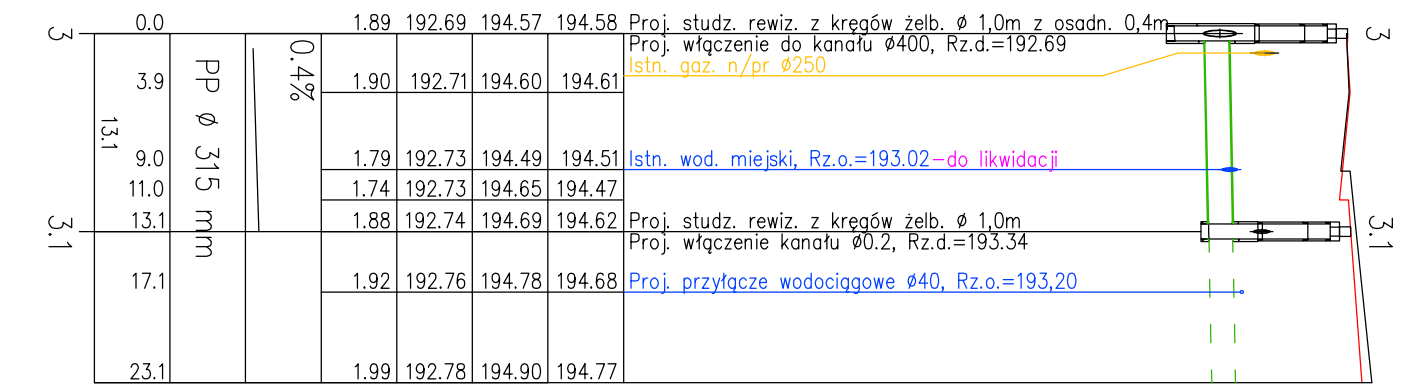 3
0.0 1.89 192.69 194.57 194.58 Proj. studz. rewiz. z kręgów żelb. ø 1,0m z osadn. 0,4m
3
Proj. włączenie do kanału Ø400, Rz.d.=192.69
0.4%
PP ø 315 mm
Istn. gaz. n/pr Ø250
3.9 1.90 192.71 194.60 194.61
13.1
9.0 1.79 192.73 194.49 194.51 Istn. wod. miejski, Rz.o.=193.02-do likwidacji
11.0 1.74 192.73 194.65 194.47
3.1
13.1 1.88 192.74 194.69 194.62 Proj. studz. rewiz. z kręgów żelb. ø 1,0m
3.1
Proj. włączenie kanału Ø0.2, Rz.d.=193.34
17.1 1.92 192.76 194.78 194.68 Proj. przyłącze wodociągowe Ø40, Rz.o.=193,20
23.1 1.99 192.78 194.90 194.77